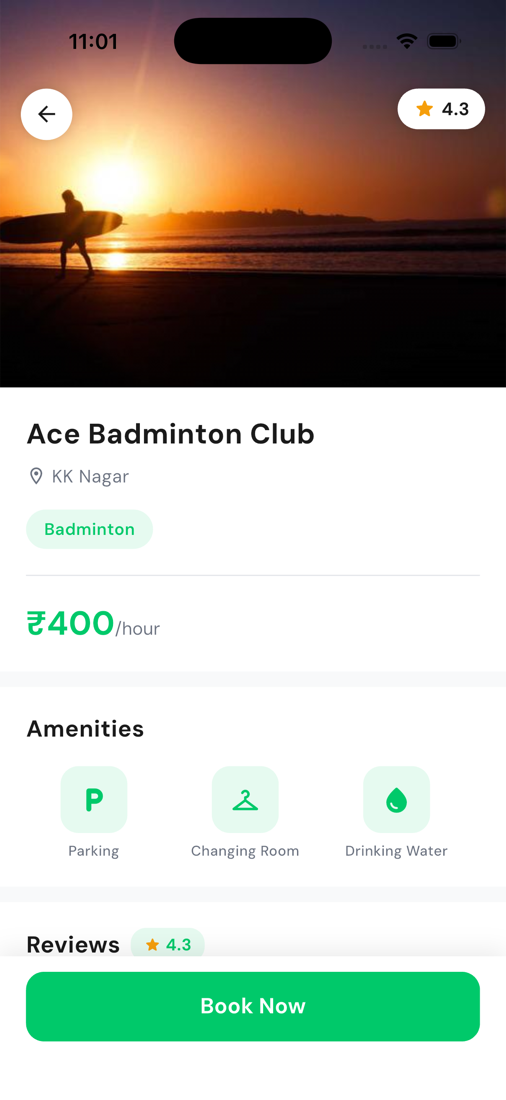 11:01
4.3
Ace Badminton Club
KK Nagar
Badminton
₹400/hour
Amenities
P
Parking
Changing Room
Drinking Water
Reviews 4.3
Book Now